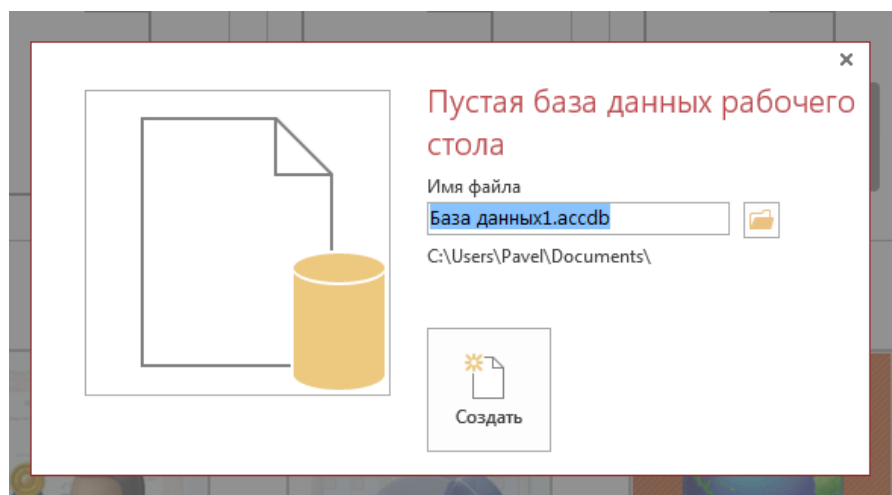 Пустая база данных рабочего
стола
Имя файла
База данных1.accdb
C:\Users\Pavel\Documents\
Создать